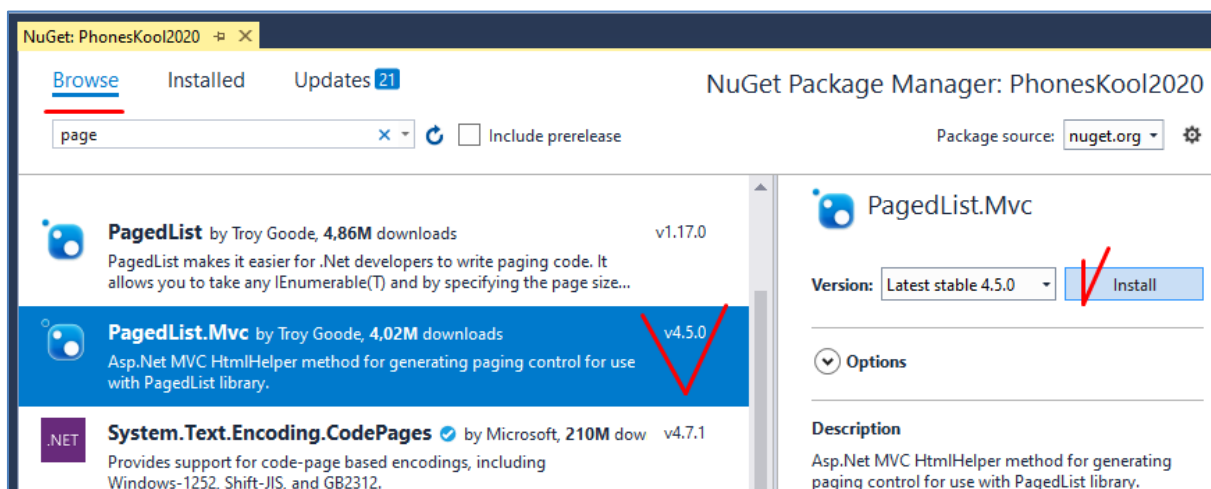 NuGet: PhonesKool2020
Browse Installed Updates 21
NuGet Package Manager: PhonesKool2020
page
Include prerelease
Package source: nuget.org
PagedList by Troy Goode, 4,86M downloads v1.17.0
PagedList makes it easier for .Net developers to write paging code. It
allows you to take any IEnumerable(T) and by specifying the page size...
PagedList.Mvc by Troy Goode, 4,02M downloads v4.5.0
Asp.Net MVC HtmlHelper method for generating paging control for use
with PagedList library.
.NET
System.Text.Encoding.CodePages by Microsoft, 210M dow v4.7.1
Provides support for code-page based encodings, including
Windows-1252, Shift-JIS, and GB2312.
PagedList.Mvc
Version: Latest stable 4.5.0 Install
Options
Description
Asp.Net MVC HtmlHelper method for generating
paging control for use with PagedList library.